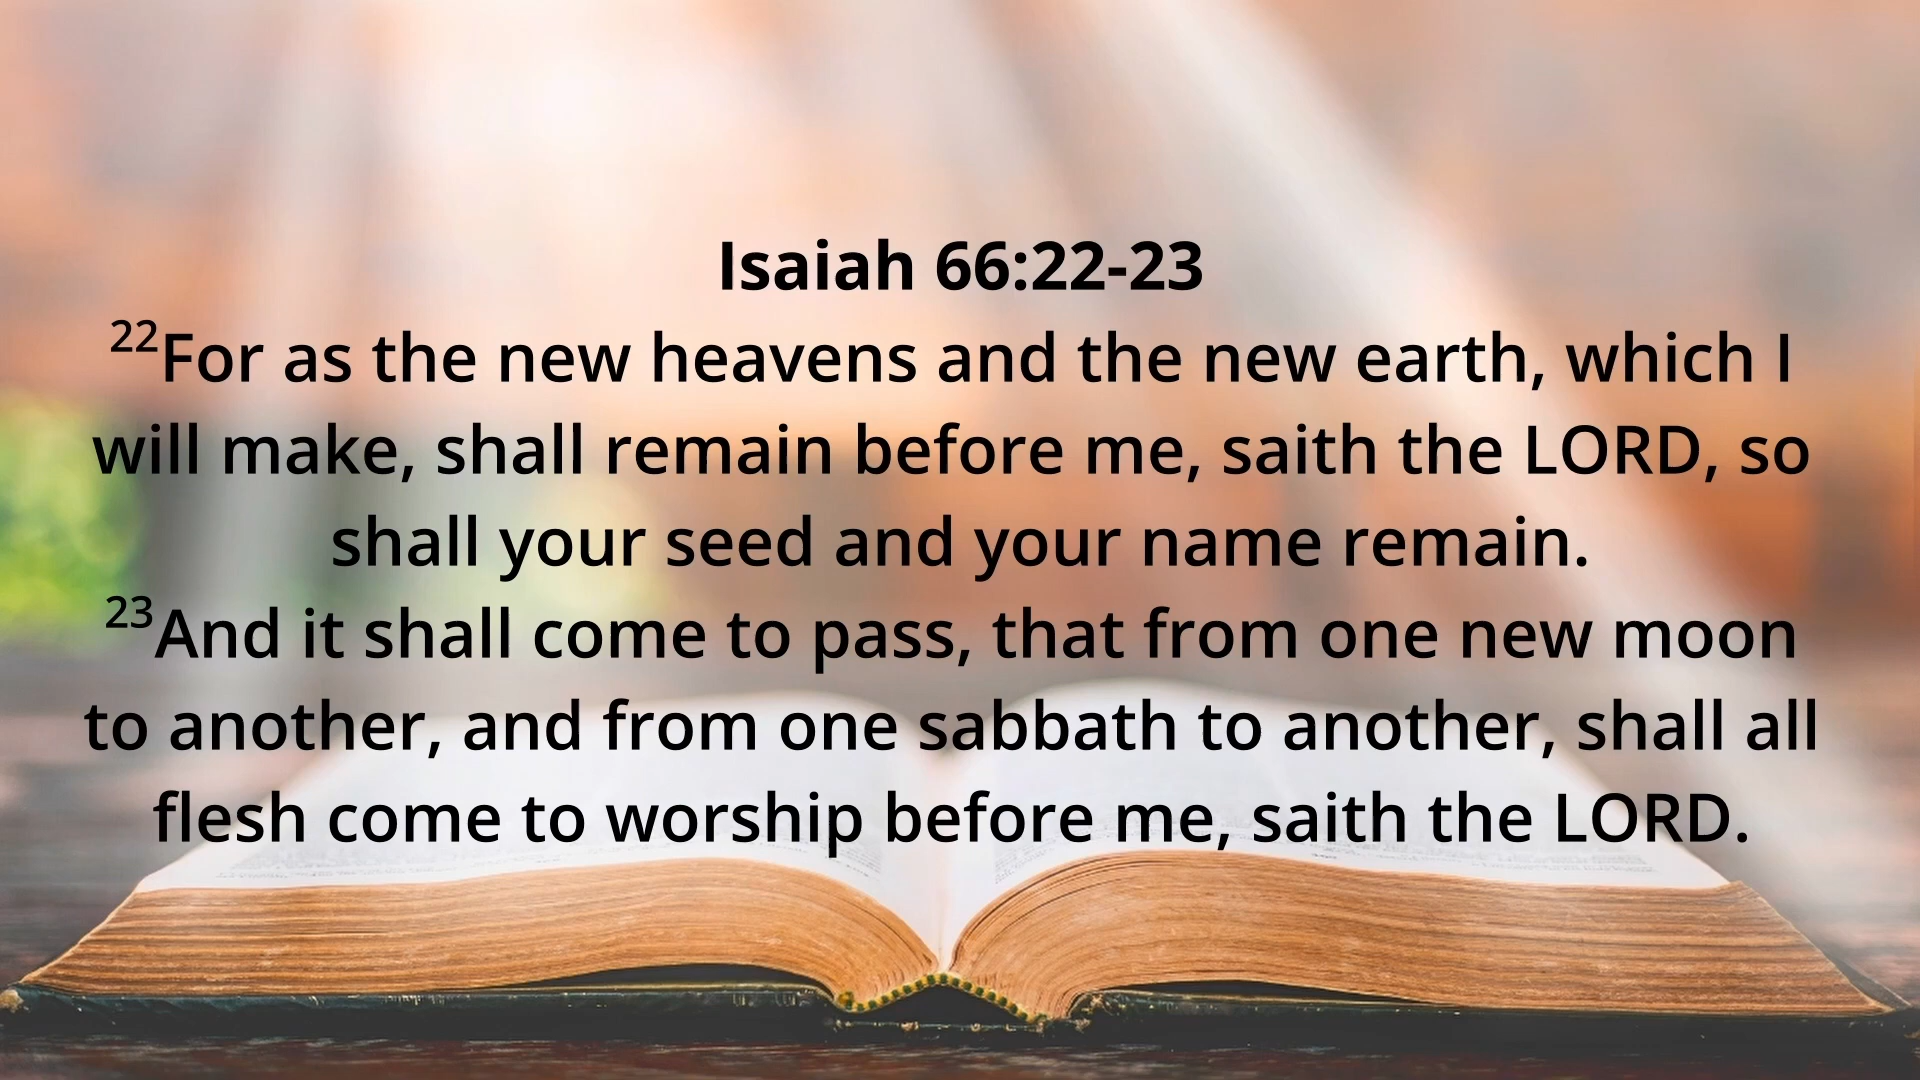 Isaiah 66:22-23
²²For as the new heavens and the new earth, which I
will make, shall remain before me, saith the LORD, so
shall your seed and your name remain.
²³And it shall come to pass, that from one new moon
to another, and from one sabbath to another, shall all
flesh come to worship before me, saith the LORD.